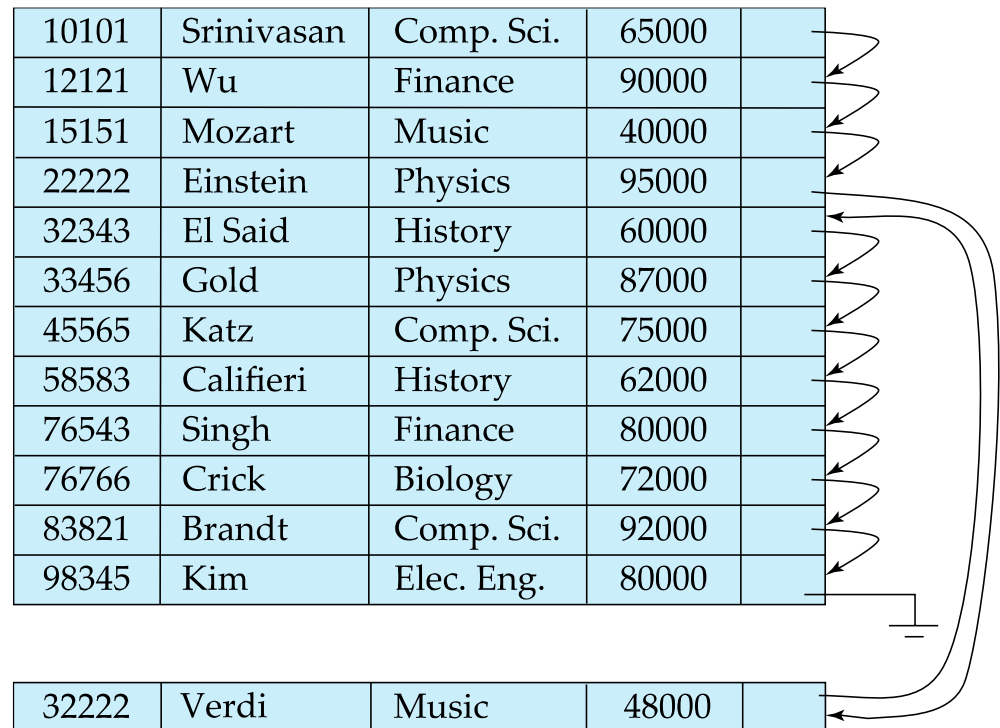 10101 Srinivasan Comp. Sci. 65000
12121 Wu Finance 90000
15151 Mozart Music 40000
22222 Einstein Physics 95000
32343 El Said History 60000
33456 Gold Physics 87000
45565 Katz Comp. Sci. 75000
58583 Califieri History 62000
76543 Singh Finance 80000
76766 Crick Biology 72000
83821 Brandt Comp. Sci. 92000
98345 Kim Elec. Eng. 80000
32222 Verdi Music 48000